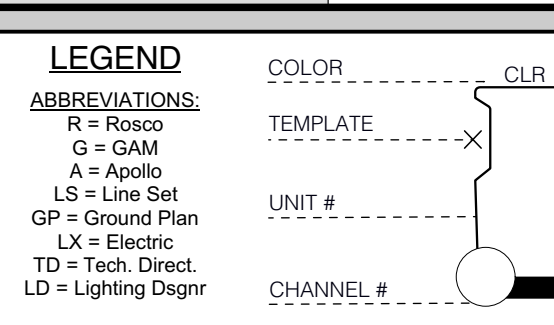 LEGEND
ABBREVIATIONS:
R = Rosco
G = GAM
A = Apollo
LS = Line Set
GP = Ground Plan
LX = Electric
TD = Tech. Direct.
LD = Lighting Dsgnr
COLOR
CLR
TEMPLATE
UNIT #
CHANNEL #